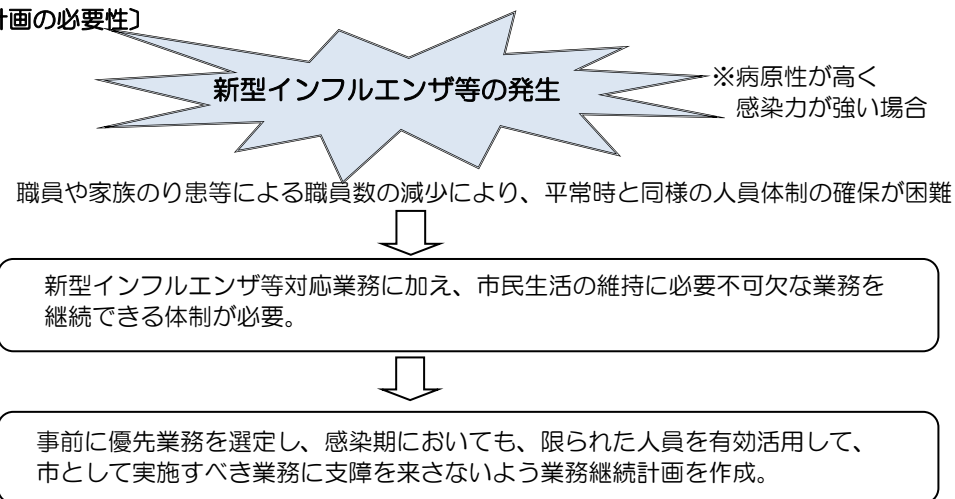 計画の必要性〕
新型インフルエンザ等の発生
※病原性が高く
感染力が強い場合
職員や家族のり患等による職員数の減少により、平常時と同様の人員体制の確保が困難
新型インフルエンザ等対応業務に加え、市民生活の維持に必要不可欠な業務を
継続できる体制が必要。
事前に優先業務を選定し、感染期においても、限られた人員を有効活用して、
市として実施すべき業務に支障を来さないよう業務継続計画を作成。